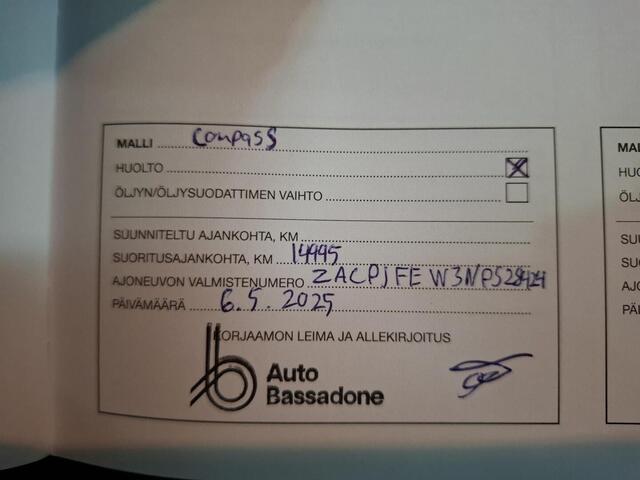 MALLI Compass
HUOLTO
ÖLJYN/ÖLJYSUODATTIMEN VAIHTO
SUUNNITELTU AJANKOHTA, KM
SUORITUSAJANKOHTA, KM 14995
AJONEUVON VALMISTENUMERO
PÄIVÄMÄÄRÄ 6.5.2025
KORJAAMON LEIMA JA ALLEKIRJOITUS
Auto
Bassadone